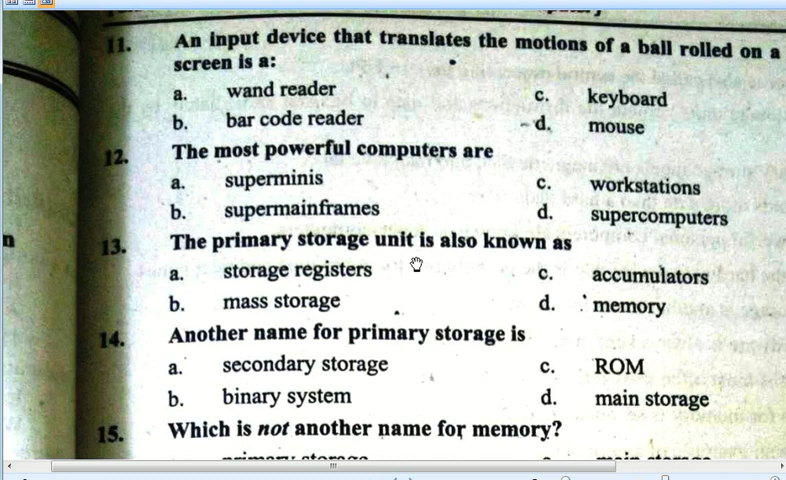 11. An input device that translates the motions of a ball rolled on a
screen is a:
a. wand reader c. keyboard
b. bar code reader d. mouse
12. The most powerful computers are
a. superminis c. workstations
b. supermainframes d. supercomputers
13. The primary storage unit is also known as
a. storage registers c. accumulators
b. mass storage d. memory
14. Another name for primary storage is
a. secondary storage c. ROM
b. binary system d. main storage
15. Which is not another name for memory?